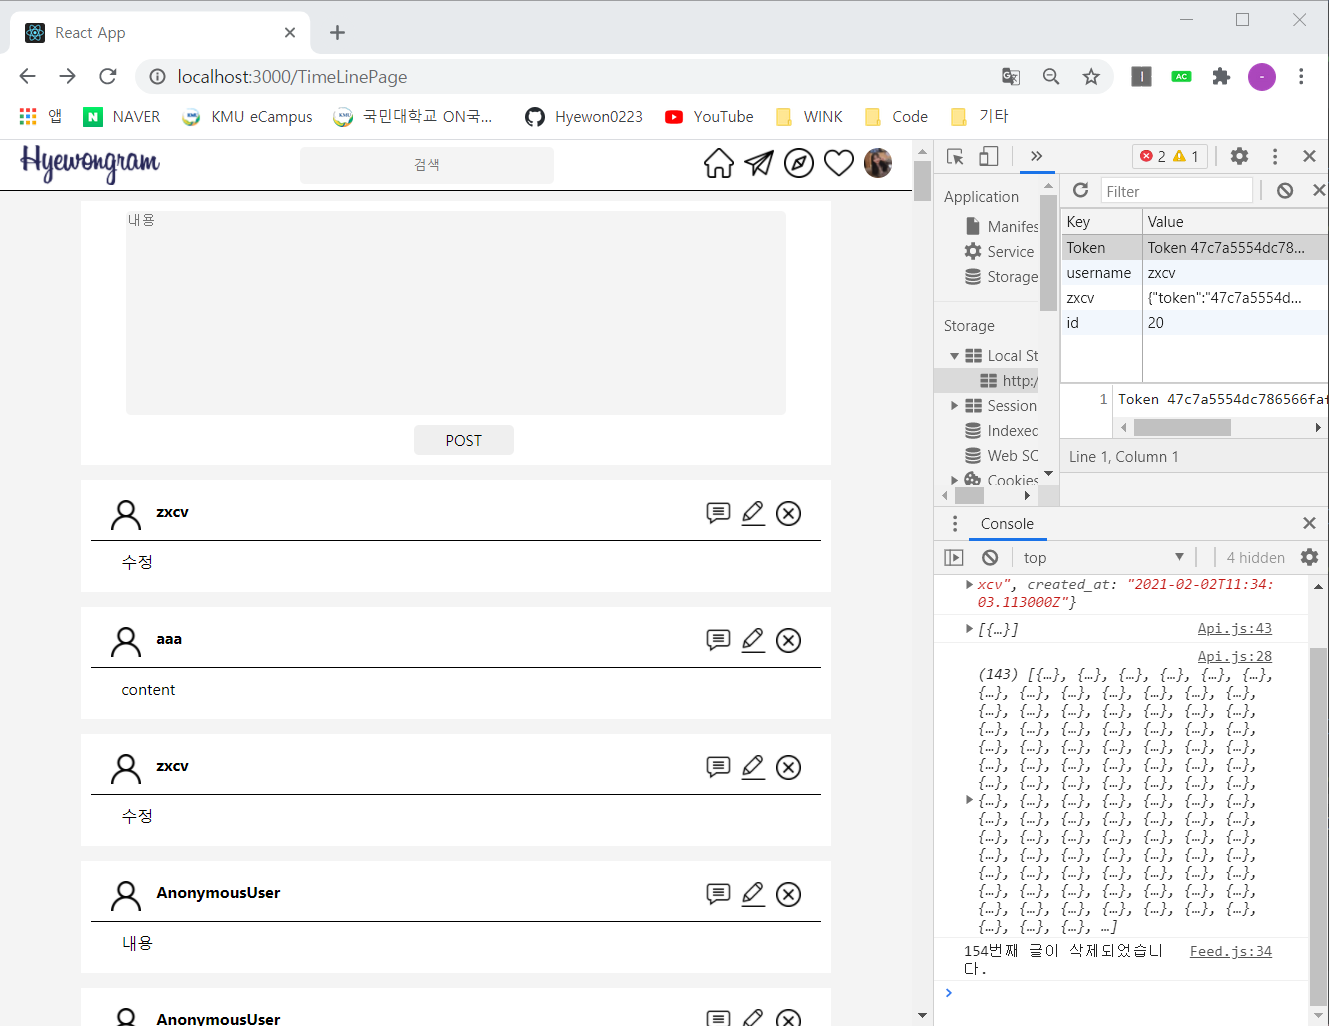 React App
localhost:3000/TimeLinePage
앱
NAVER
KMU eCampus
국민대학교 ON국...
Hyewon0223
YouTube
WINK
Code
기타
Hyewongram
검색
내용
POST
zxcv
수정
aaa
content
zxcv
수정
AnonymousUser
내용
AnonymousUser
2 1
Application
Manifes
Service
Storage
Storage
Local St
http:/
Session
Indexed
Web SQ
Cookies
Filter
Key Value
Token Token 47c7a5554dc78...
username zxcv
zxcv {"token":"47c7a5554d...
id 20
1 Token 47c7a5554dc786566faf
Line 1, Column 1
Console
top 4 hidden
xcv", created_at: "2021-02-02T11:34:
03.113000Z"}
[{…}] Api.js:43
Api.js:28
(143) [{…}, {…}, {…}, {…}, {…}, {…},
{…}, {…}, {…}, {…}, {…}, {…}, {…},
{…}, {…}, {…}, {…}, {…}, {…}, {…},
{…}, {…}, {…}, {…}, {…}, {…}, {…},
{…}, {…}, {…}, {…}, {…}, {…}, {…},
{…}, {…}, {…}, {…}, {…}, {…}, {…},
{…}, {…}, {…}, {…}, {…}, {…}, {…},
{…}, {…}, {…}, {…}, {…}, {…}, {…},
{…}, {…}, {…}, {…}, {…}, {…}, {…},
{…}, {…}, {…}, {…}, {…}, {…}, {…},
{…}, {…}, {…}, {…}, {…}, {…}, {…},
{…}, {…}, {…}, {…}, {…}, {…}, {…},
{…}, {…}, {…}, {…}, {…}, {…}, {…},
{…}, {…}, {…}, {…}, {…}, {…}, {…},
{…}, {…}, {…}, …]
154번째 글이 삭제되었습니 Feed.js:34
다.